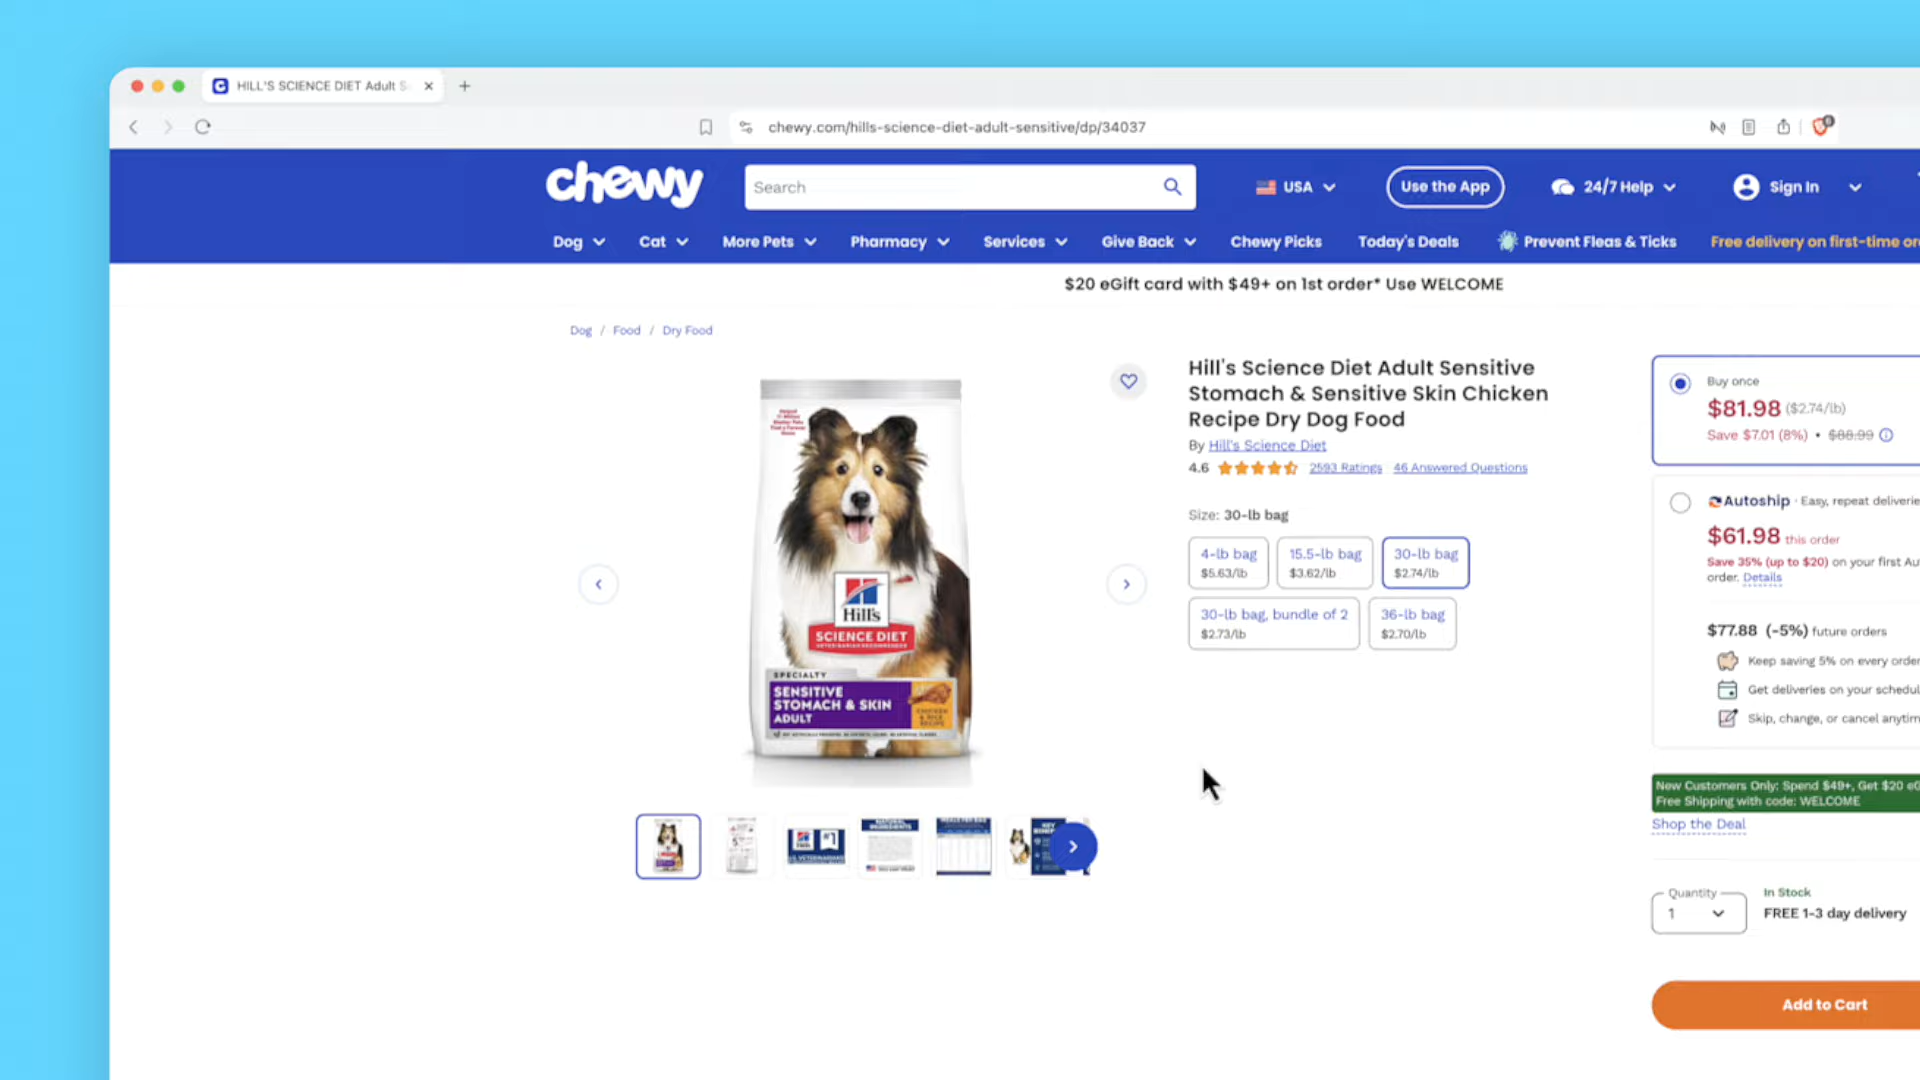 HILL'S SCIENCE DIET Adult S
chewy.com/hills-science-diet-adult-sensitive/dp/34037
chewy
Search
USA
Use the App
24/7 Help
Sign In
Dog
Cat
More Pets
Pharmacy
Services
Give Back
Chewy Picks
Today's Deals
Prevent Fleas & Ticks
Free delivery on first-time or
$20 eGift card with $49+ on 1st order* Use WELCOME
Dog / Food / Dry Food
Hill's
SCIENCE DIET
VETERINARIAN RECOMMENDED
SPECIALTY
SENSITIVE
STOMACH & SKIN
ADULT
CHICKEN
& RICE
RECIPE
Hill's Science Diet Adult Sensitive
Stomach & Sensitive Skin Chicken
Recipe Dry Dog Food
By Hill's Science Diet
4.6 2593 Ratings 46 Answered Questions
Size: 30-lb bag
4-lb bag
$5.63/lb
15.5-lb bag
$3.62/lb
30-lb bag
$2.74/lb
30-lb bag, bundle of 2
$2.73/lb
36-lb bag
$2.70/lb
Buy once
$81.98 ($2.74/lb)
Save $7.01 (8%) • $88.99
Autoship · Easy, repeat deliverie
$61.98 this order
Save 35% (up to $20) on your first Au
order. Details
$77.88 (-5%) future orders
Keep saving 5% on every order
Get deliveries on your schedul
Skip, change, or cancel anytim
New Customers Only: Spend $49+, Get $20 eG
Free Shipping with code: WELCOME
Shop the Deal
Quantity
1
In Stock
FREE 1-3 day delivery
Add to Cart